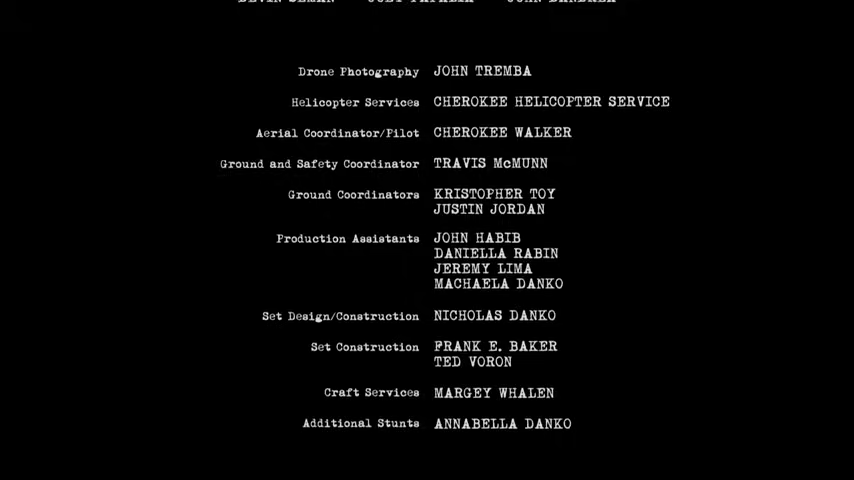 Drone Photography JOHN TREMBA
Helicopter Services CHEROKEE HELICOPTER SERVICE
Aerial Coordinator/Pilot CHEROKEE WALKER
Ground and Safety Coordinator TRAVIS McMUNN
Ground Coordinators KRISTOPHER TOY
JUSTIN JORDAN
Production Assistants JOHN HABIB
DANIELLA RABIN
JEREMY LIMA
MACHAELA DANKO
Set Design/Construction NICHOLAS DANKO
Set Construction FRANK E. BAKER
TED VORON
Craft Services MARGEY WHALEN
Additional Stunts ANNABELLA DANKO